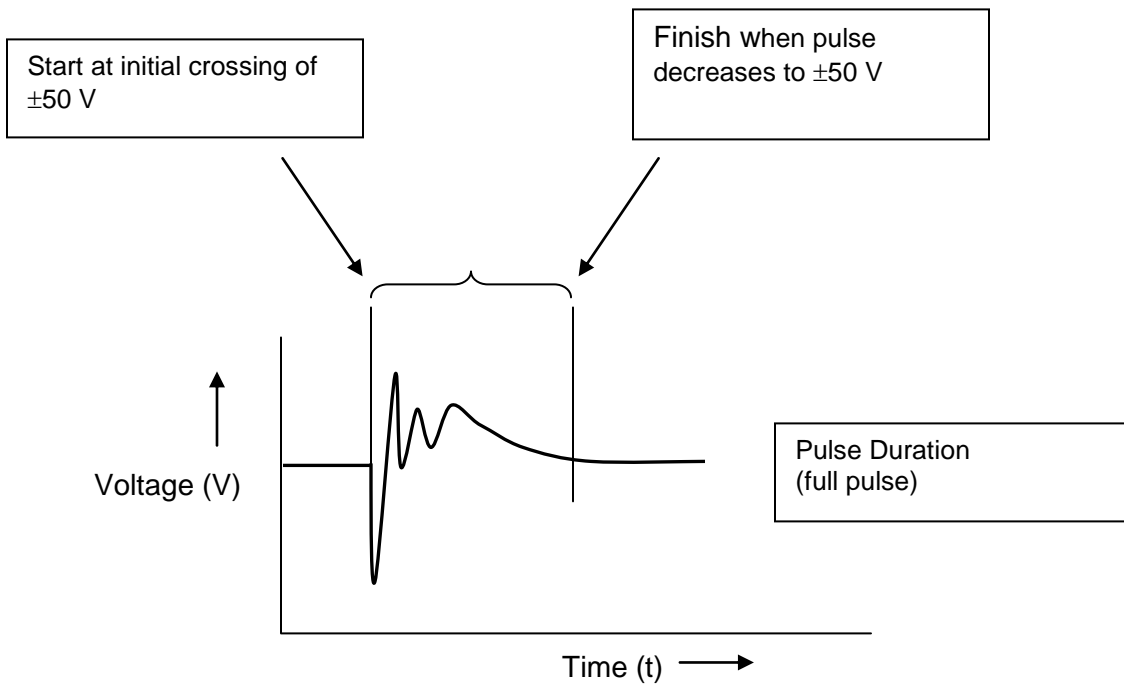 Start at initial crossing of
±50 V
Finish when pulse
decreases to ±50 V
Voltage (V)
Pulse Duration
(full pulse)
Time (t)